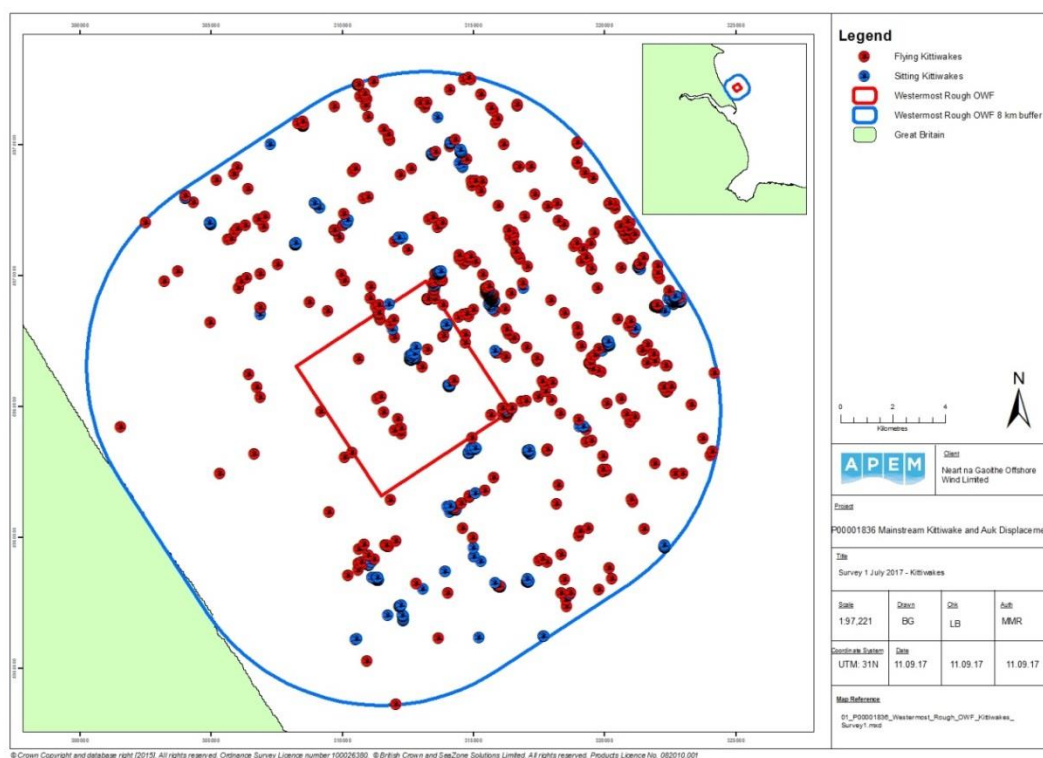 Legend
Flying Kittiwakes
Sitting Kittiwakes
Westermost Rough OWF
Westermost Rough OWF 8 km buffer
Great Britain
N
0 2 4
Kilometres
APEM
Client
Neart na Gaoithe Offshore
Wind Limited
Project
P00001836 Mainstream Kittiwake and Auk Displaceme
Title
Survey 1 July 2017 - Kittiwakes
Scale Drawn Chk Auth
1:97,221 BG LB MMR
Coordinate System Date
UTM: 31N 11.09.17 11.09.17 11.09.17
Map Reference
01_P00001836_Westermost_Rough_OWF_Kittiwakes_
Survey1.mxd
© Crown Copyright and database right [2015]. All rights reserved. Ordnance Survey Licence number 100026380. © British Crown and SeaZone Solutions Limited. All rights reserved. Products Licence No. 082010.001